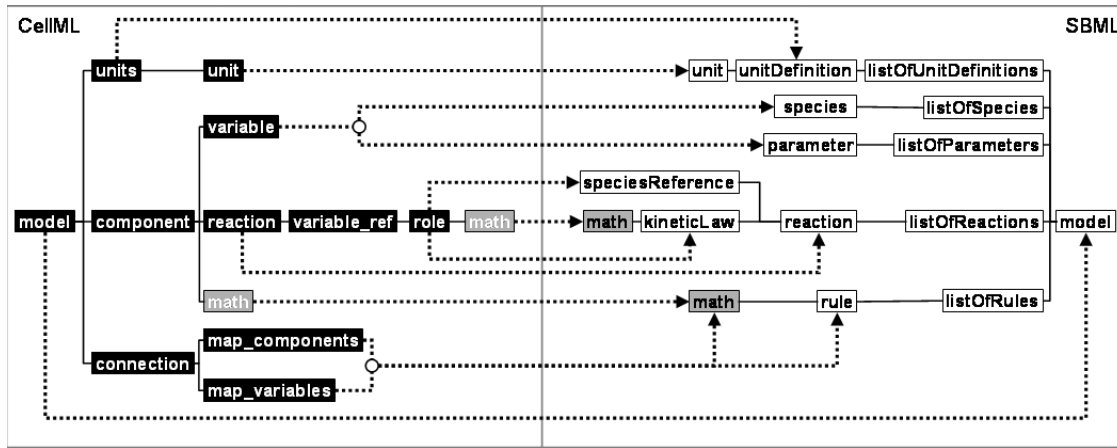 CellML SBML
units unit unit unitDefinition listOfUnitDefinitions
species listOfSpecies
variable
parameter listOfParameters
speciesReference
model component reaction variable_ref role math math kineticLaw reaction listOfReactions model
math math rule listOfRules
map_components
connection
map_variables